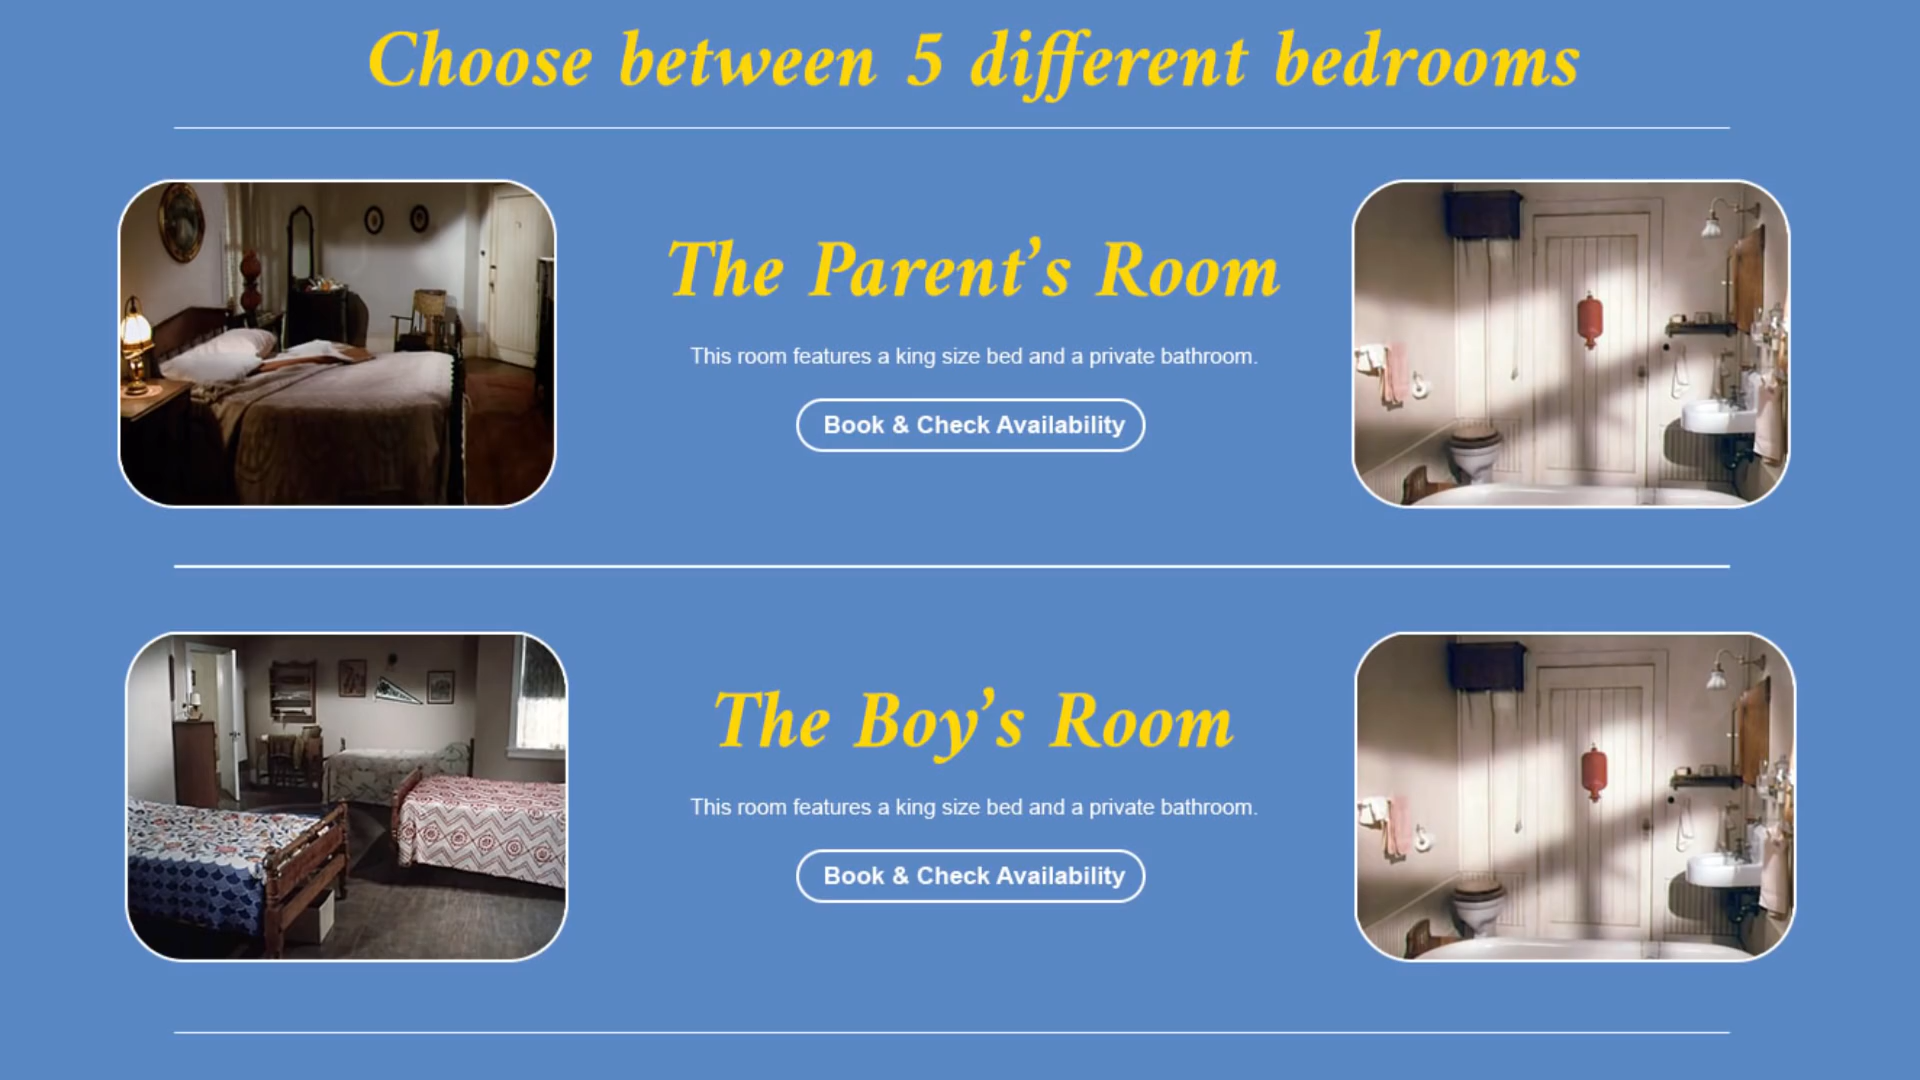 Choose between 5 different bedrooms
The Parent’s Room
This room features a king size bed and a private bathroom.
Book & Check Availability
The Boy’s Room
This room features a king size bed and a private bathroom.
Book & Check Availability